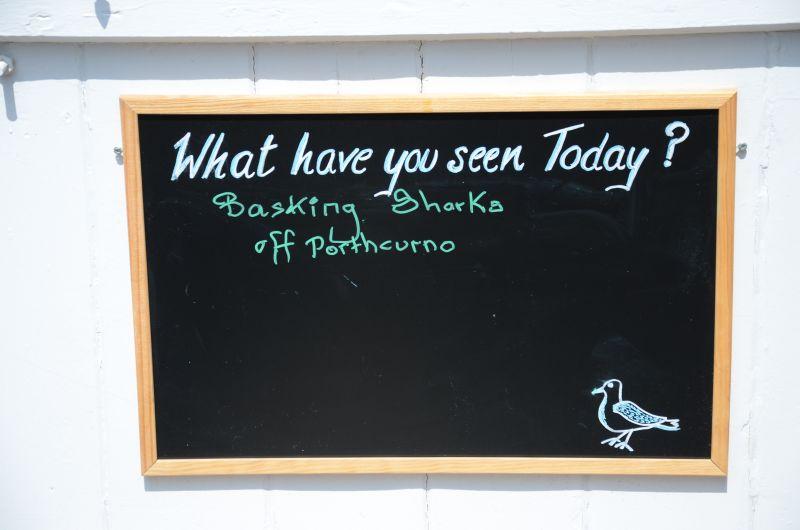 What have you seen Today?
Basking Sharks
off Porthcurno